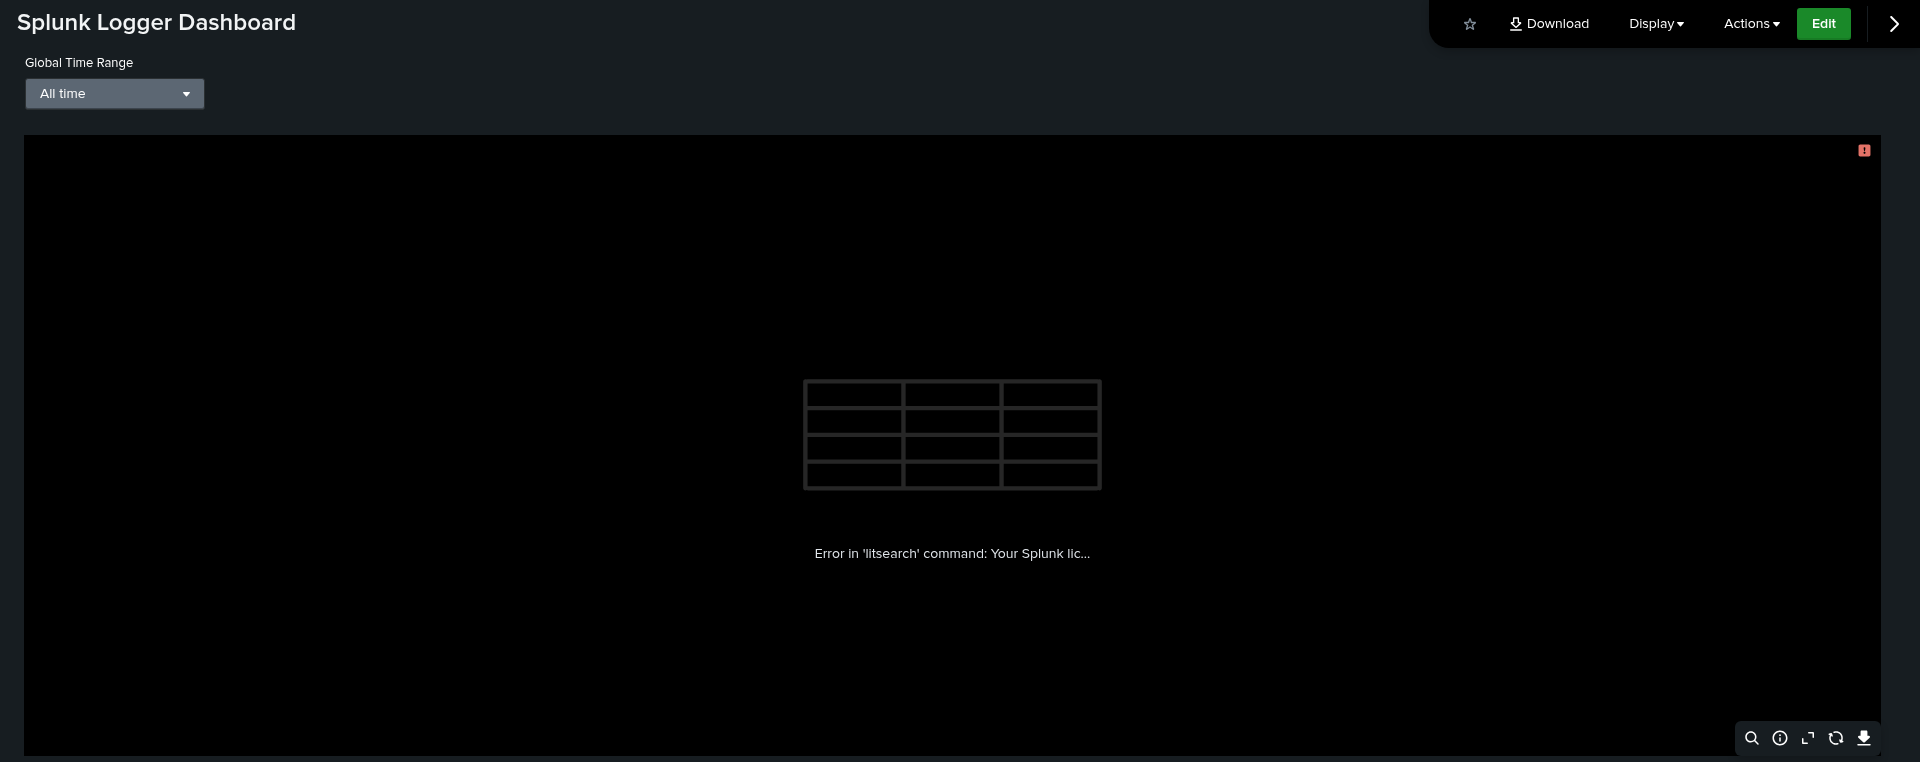 Splunk Logger Dashboard
Download
Display
Actions
Edit
Global Time Range
All time
Error in 'litsearch' command: Your Splunk lic...